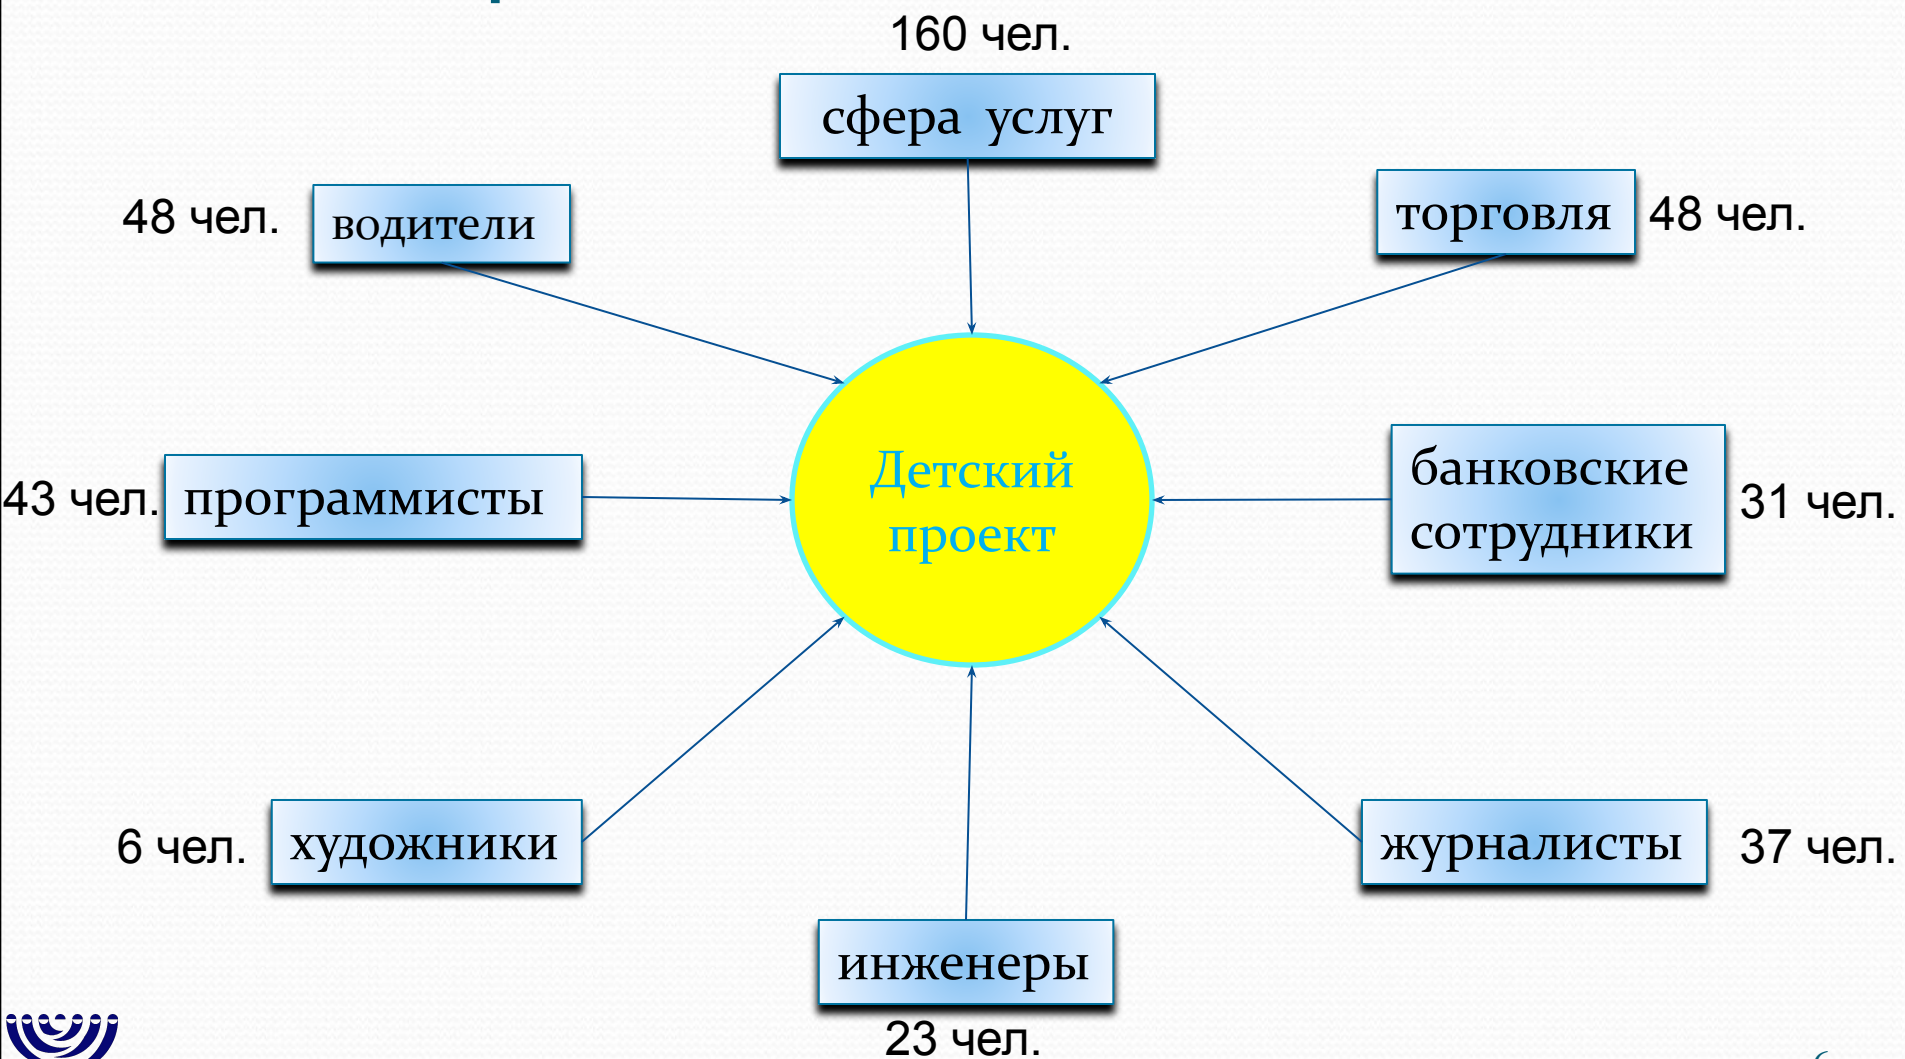 160 чел.
сфера услуг
48 чел.
водители
торговля
48 чел.
43 чел.
программисты
Детский
проект
банковские
сотрудники
31 чел.
6 чел.
художники
журналисты
37 чел.
инженеры
23 чел.